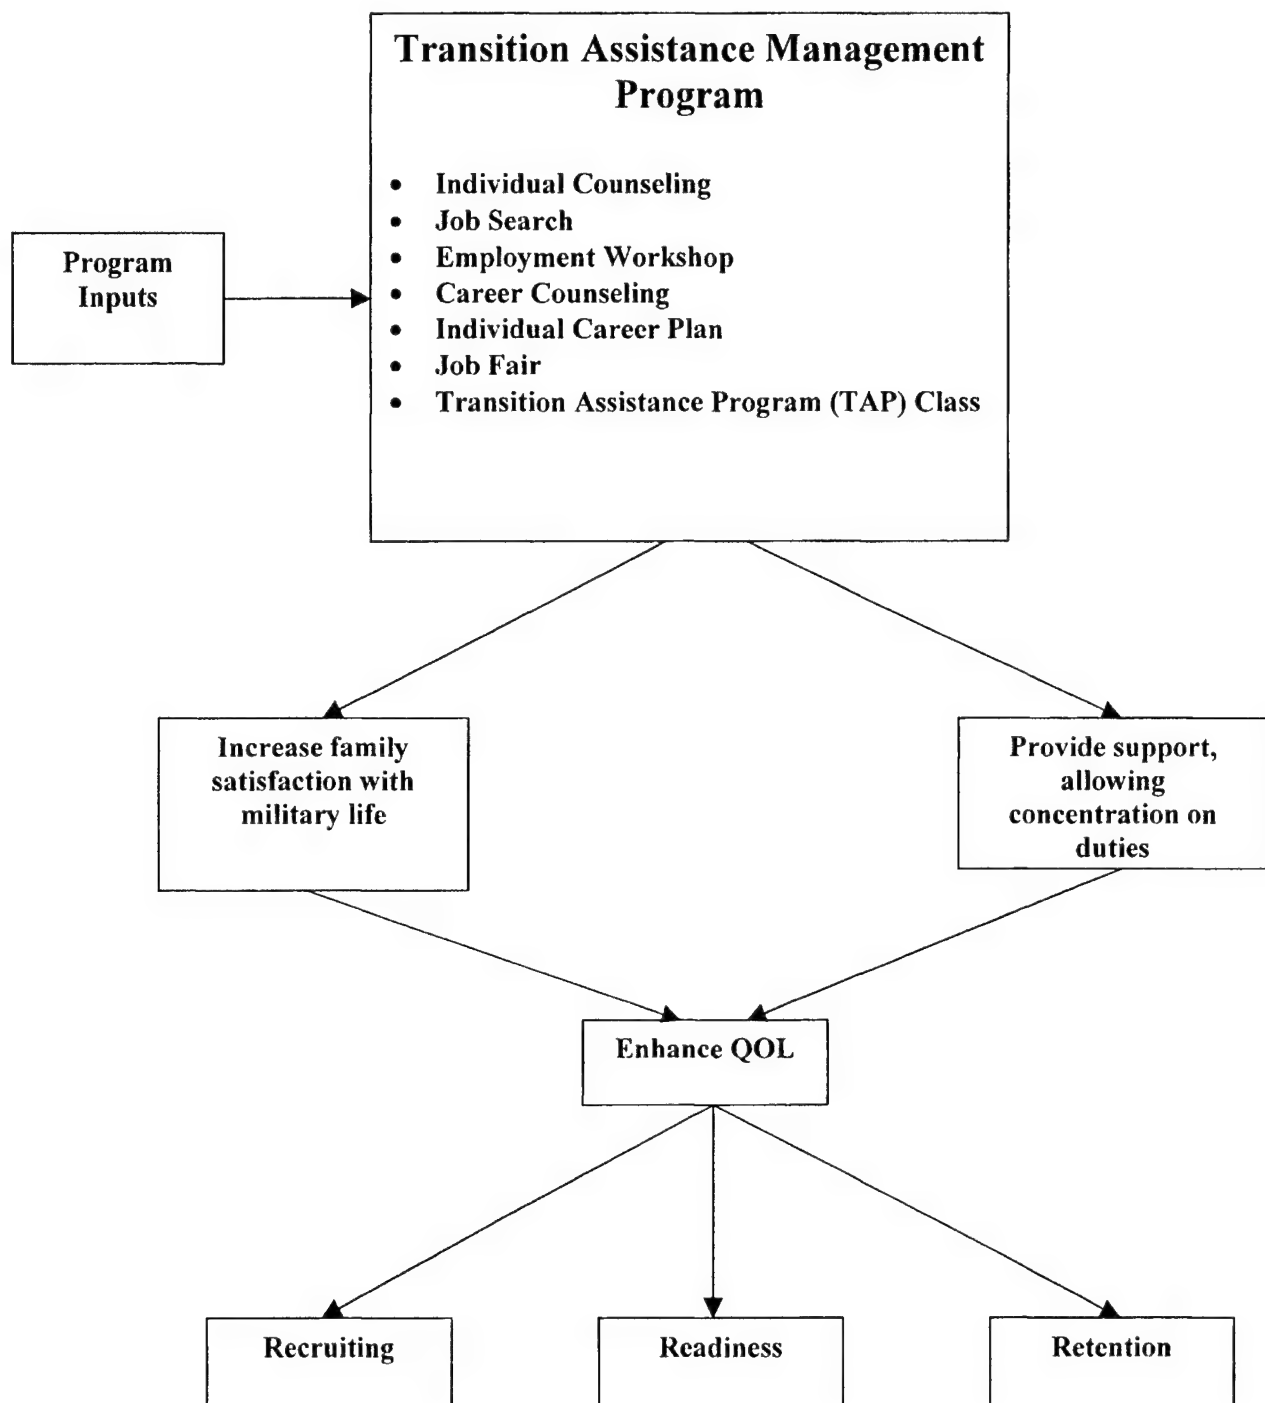 Transition Assistance Management
Program
• Individual Counseling
• Job Search
• Employment Workshop
• Career Counseling
• Individual Career Plan
• Job Fair
• Transition Assistance Program (TAP) Class
Program
Inputs
Increase family
satisfaction with
military life
Provide support,
allowing
concentration on
duties
Enhance QOL
Recruiting
Readiness
Retention